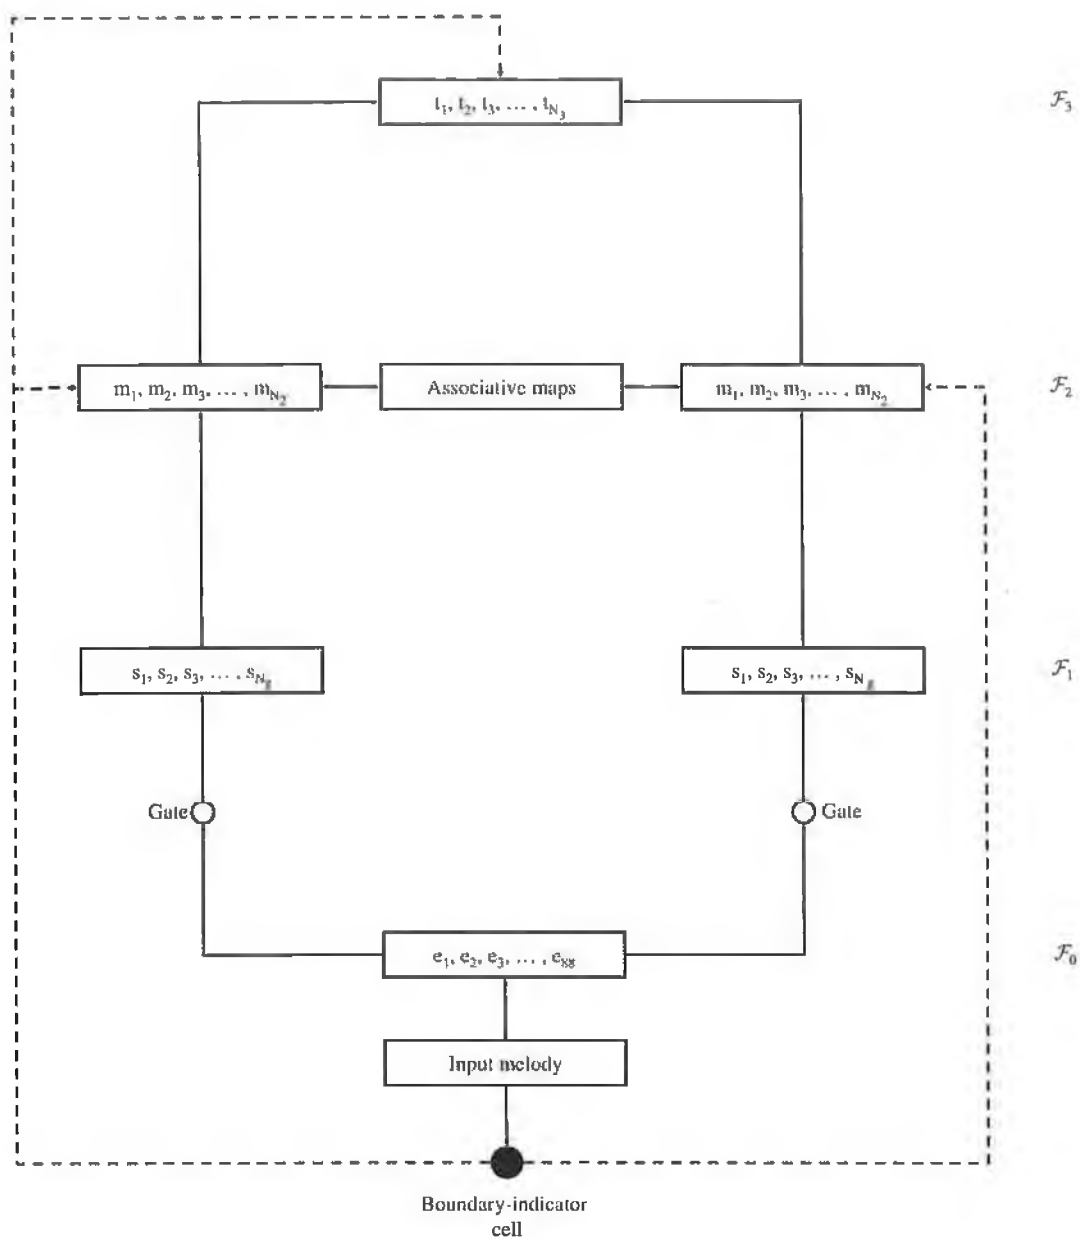 t₁, t₂, t₃, … , t_N₃
ℱ₃
m₁, m₂, m₃, … , m_N₂
Associative maps
m₁, m₂, m₃, … , m_N₂
ℱ₂
s₁, s₂, s₃, … , s_N
s₁, s₂, s₃, … , s_N
ℱ₁
Gate
Gate
e₁, e₂, e₃, … , e₈₈
ℱ₀
Input melody
Boundary-indicator
cell